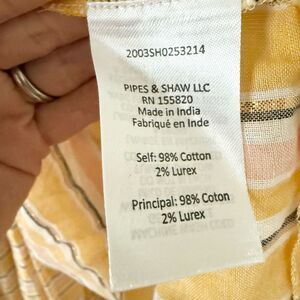 2003SH0253214
PIPES & SHAW LLC
RN 155820
Made in India
Fabriqué en Inde
Self: 98% Cotton
2% Lurex
Principal: 98% Coton
2% Lurex